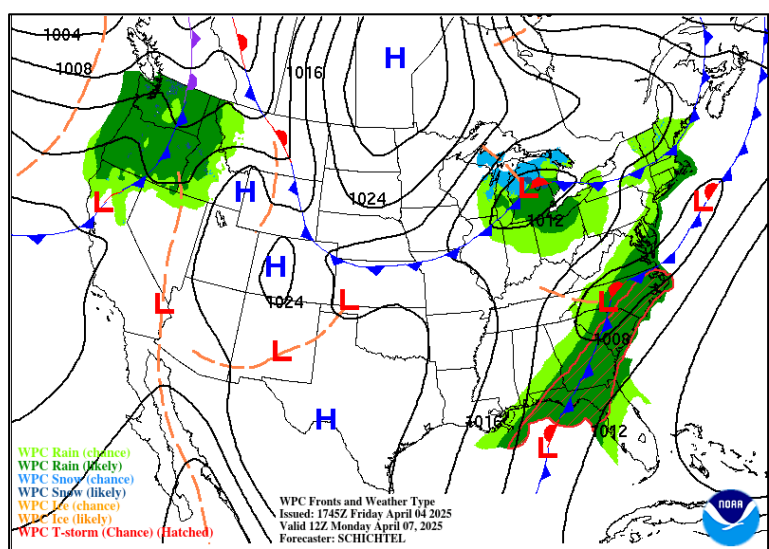 1004
1008
1016
H
1024
H
L
L
1012
L
H
1024
L
L
L
L
1008
H
1016
1012
L
WPC Rain (chance)
WPC Rain (likely)
WPC Snow (chance)
WPC Snow (likely)
WPC Ice (chance)
WPC Ice (likely)
WPC T-storm (Chance) (Hatched)
WPC Fronts and Weather Type
Issued: 1745Z Friday April 04 2025
Valid 12Z Monday April 07, 2025
Forecaster: SCHICHTEL
NOAA